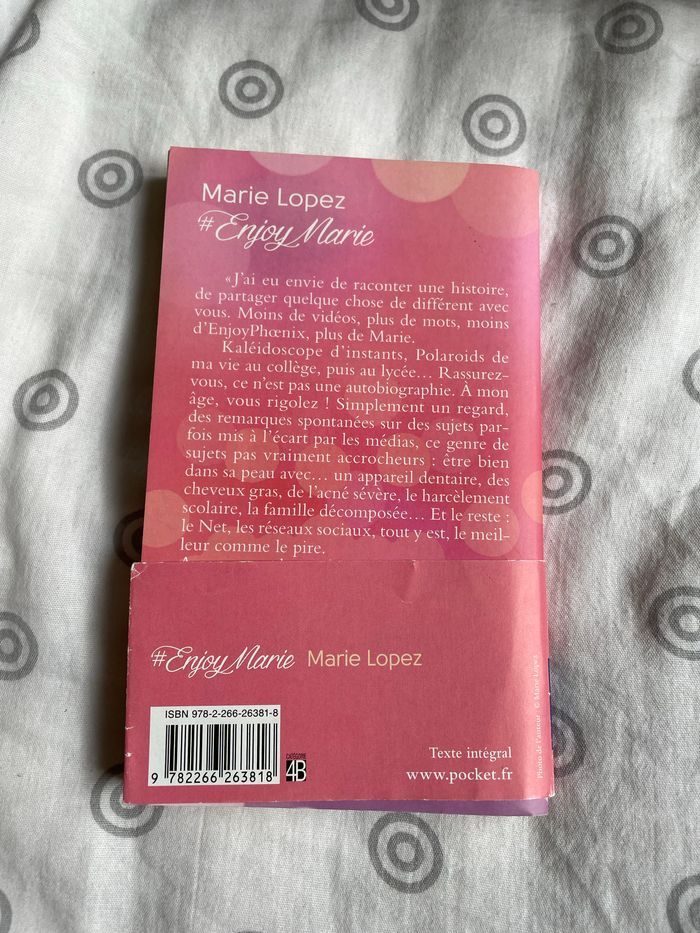 Marie Lopez
#EnjoyMarie
«J'ai eu envie de raconter une histoire,
de partager quelque chose de différent avec
vous. Moins de vidéos, plus de mots, moins
d'EnjoyPhœnix, plus de Marie.
Kaléidoscope d'instants, Polaroids de
ma vie au collège, puis au lycée… Rassurez-
vous, ce n'est pas une autobiographie. À mon
âge, vous rigolez ! Simplement un regard,
des remarques spontanées sur des sujets par-
fois mis à l'écart par les médias, ce genre de
sujets pas vraiment accrocheurs : être bien
dans sa peau avec… un appareil dentaire, des
cheveux gras, de l'acné sévère, le harcèlement
scolaire, la famille décomposée… Et le reste :
le Net, les réseaux sociaux, tout y est, le meil-
leur comme le pire.
#EnjoyMarie Marie Lopez
ISBN 978-2-266-26381-8
9 782266 263818
CATÉGORIE
4B
Texte intégral
www.pocket.fr
Photo de l'auteur : © Marie Lopez